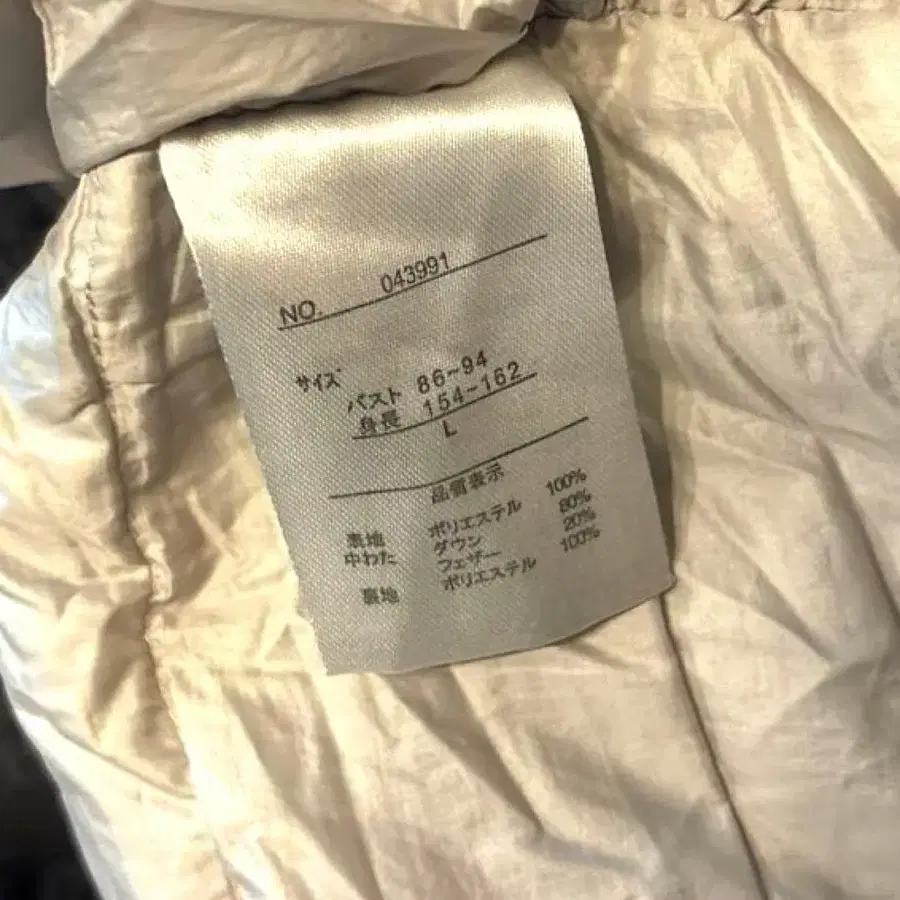 NO. 043991
サイズ
バスト 86~94
身長 154-162
L
品質表示
表地 ポリエステル 100%
中わた ダウン 80%
フェザー 20%
裏地 ポリエステル 100%